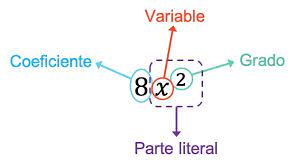 Variable
Coeficiente
Grado
8x²
Parte literal